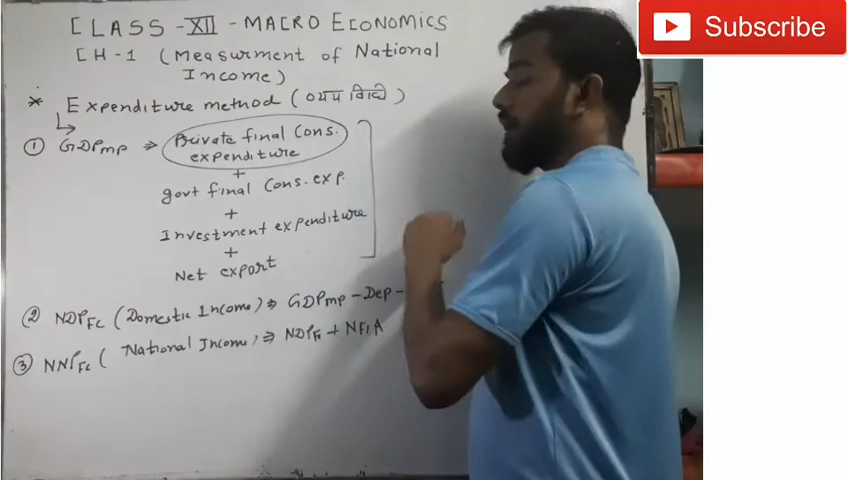 CLASS - XII - MACRO ECONOMICS
CH-1 (Measurment of National
Income)
* Expenditure method (व्यय विधि)
① GDPmp ⇒ Private final Cons.
expenditure
+
govt final Cons. exp.
+
Investment expenditure
+
Net export
② NDPFC (Domestic Income) ⇒ GDPmp - Dep -
③ NNPFC (National Income) ⇒ NDPFc + NFIA
Subscribe